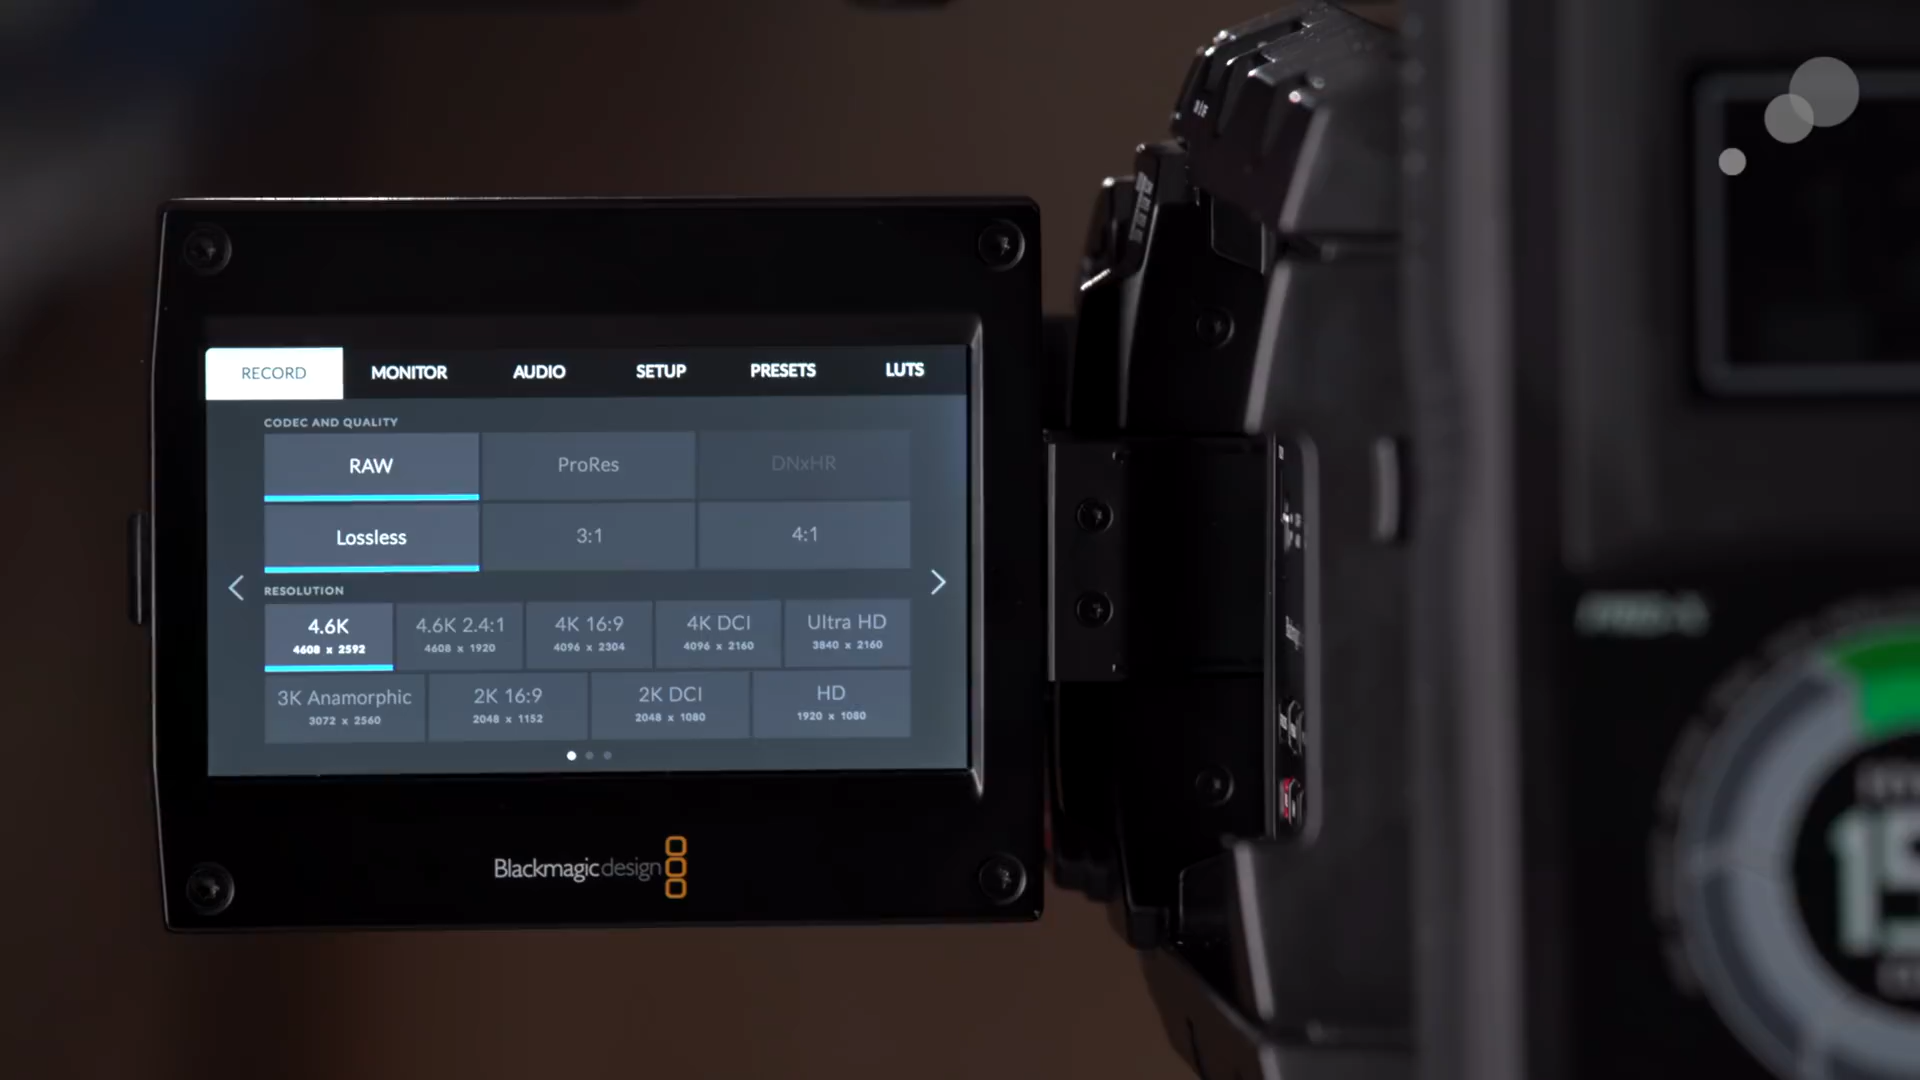 RECORD MONITOR AUDIO SETUP PRESETS LUTS
CODEC AND QUALITY
RAW ProRes DNxHR
Lossless 3:1 4:1
RESOLUTION
4.6K 4.6K 2.4:1 4K 16:9 4K DCI Ultra HD
4608 x 2592 4608 x 1920 4096 x 2304 4096 x 2160 3840 x 2160
3K Anamorphic 2K 16:9 2K DCI HD
3072 x 2560 2048 x 1152 2048 x 1080 1920 x 1080
Blackmagicdesign